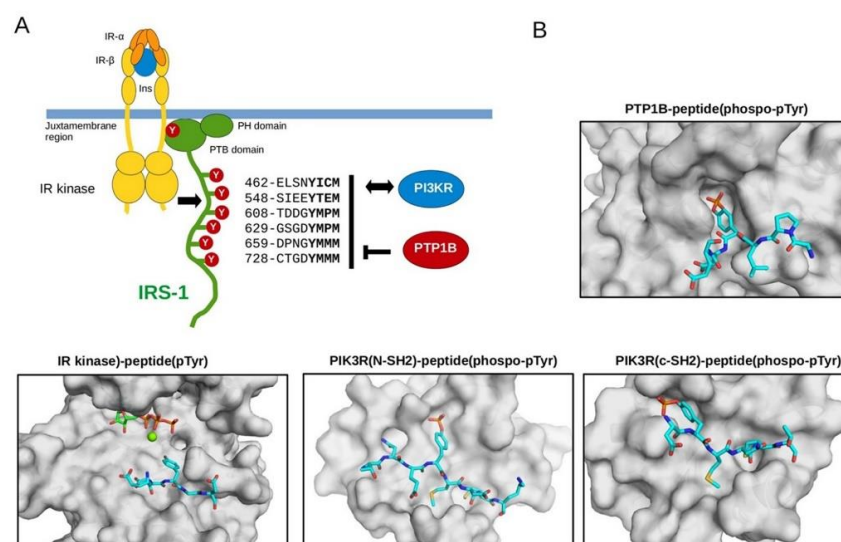 A
IR-α
IR-β
Ins
Juxtamembrane
region
PH domain
PTB domain
Y
IR kinase
Y
Y
Y
Y
Y
Y
462-ELSNYICM
548-SIEEYTEM
608-TDDGYMPM
629-GSGDYMPM
659-DPNGYMMM
728-CTGDYMMM
PI3KR
PTP1B
IRS-1
B
PTP1B-peptide(phospo-pTyr)
IR kinase)-peptide(pTyr)
PIK3R(N-SH2)-peptide(phospo-pTyr)
PIK3R(c-SH2)-peptide(phospo-pTyr)